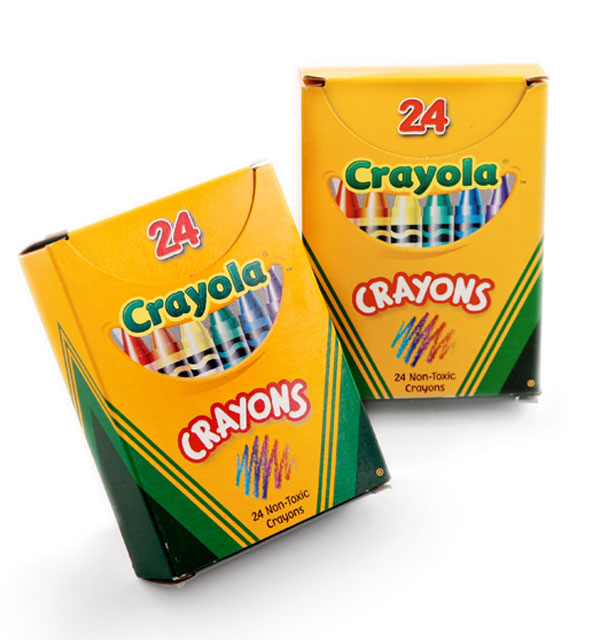 24
Crayola
CRAYONS
24 Non-Toxic
Crayons
24
Crayola®
CRAYONS
24 Non-Toxic
Crayons